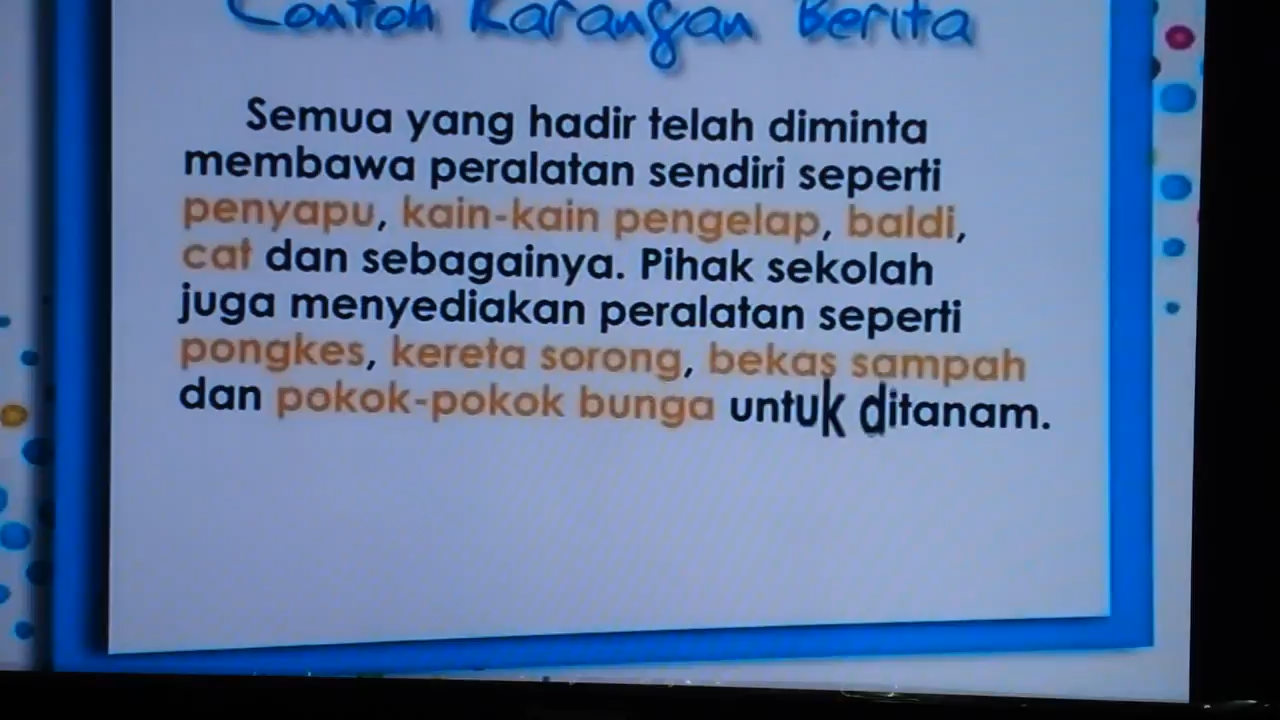 Contoh Karangan Berita
Semua yang hadir telah diminta
membawa peralatan sendiri seperti
penyapu, kain-kain pengelap, baldi,
cat dan sebagainya. Pihak sekolah
juga menyediakan peralatan seperti
pongkes, kereta sorong, bekas sampah
dan pokok-pokok bunga untuk ditanam.